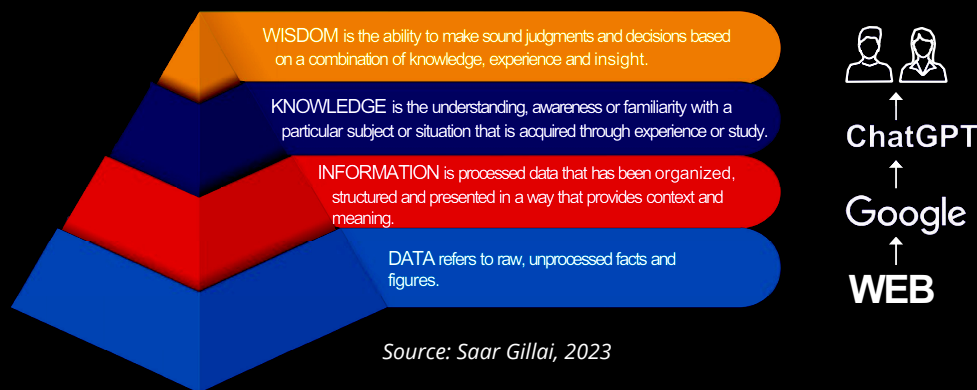 WISDOM is the ability to make sound judgments and decisions based
on a combination of knowledge, experience and insight.
KNOWLEDGE is the understanding, awareness or familiarity with a
particular subject or situation that is acquired through experience or study.
INFORMATION is processed data that has been organized,
structured and presented in a way that provides context and
meaning.
DATA refers to raw, unprocessed facts and
figures.
Source: Saar Gillai, 2023
ChatGPT
Google
WEB